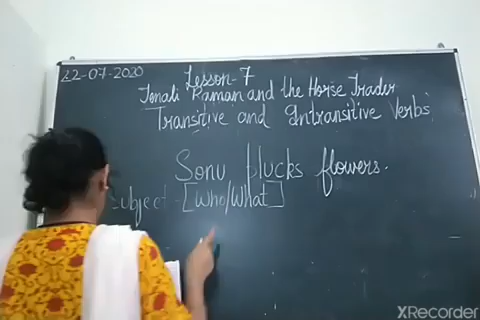 22-07-2020
Lesson-7
Tenali Raman and the Horse Trader
Transitive and Intransitive Verbs
Sonu plucks flowers.
Subject - [Who/What]
XRecorder